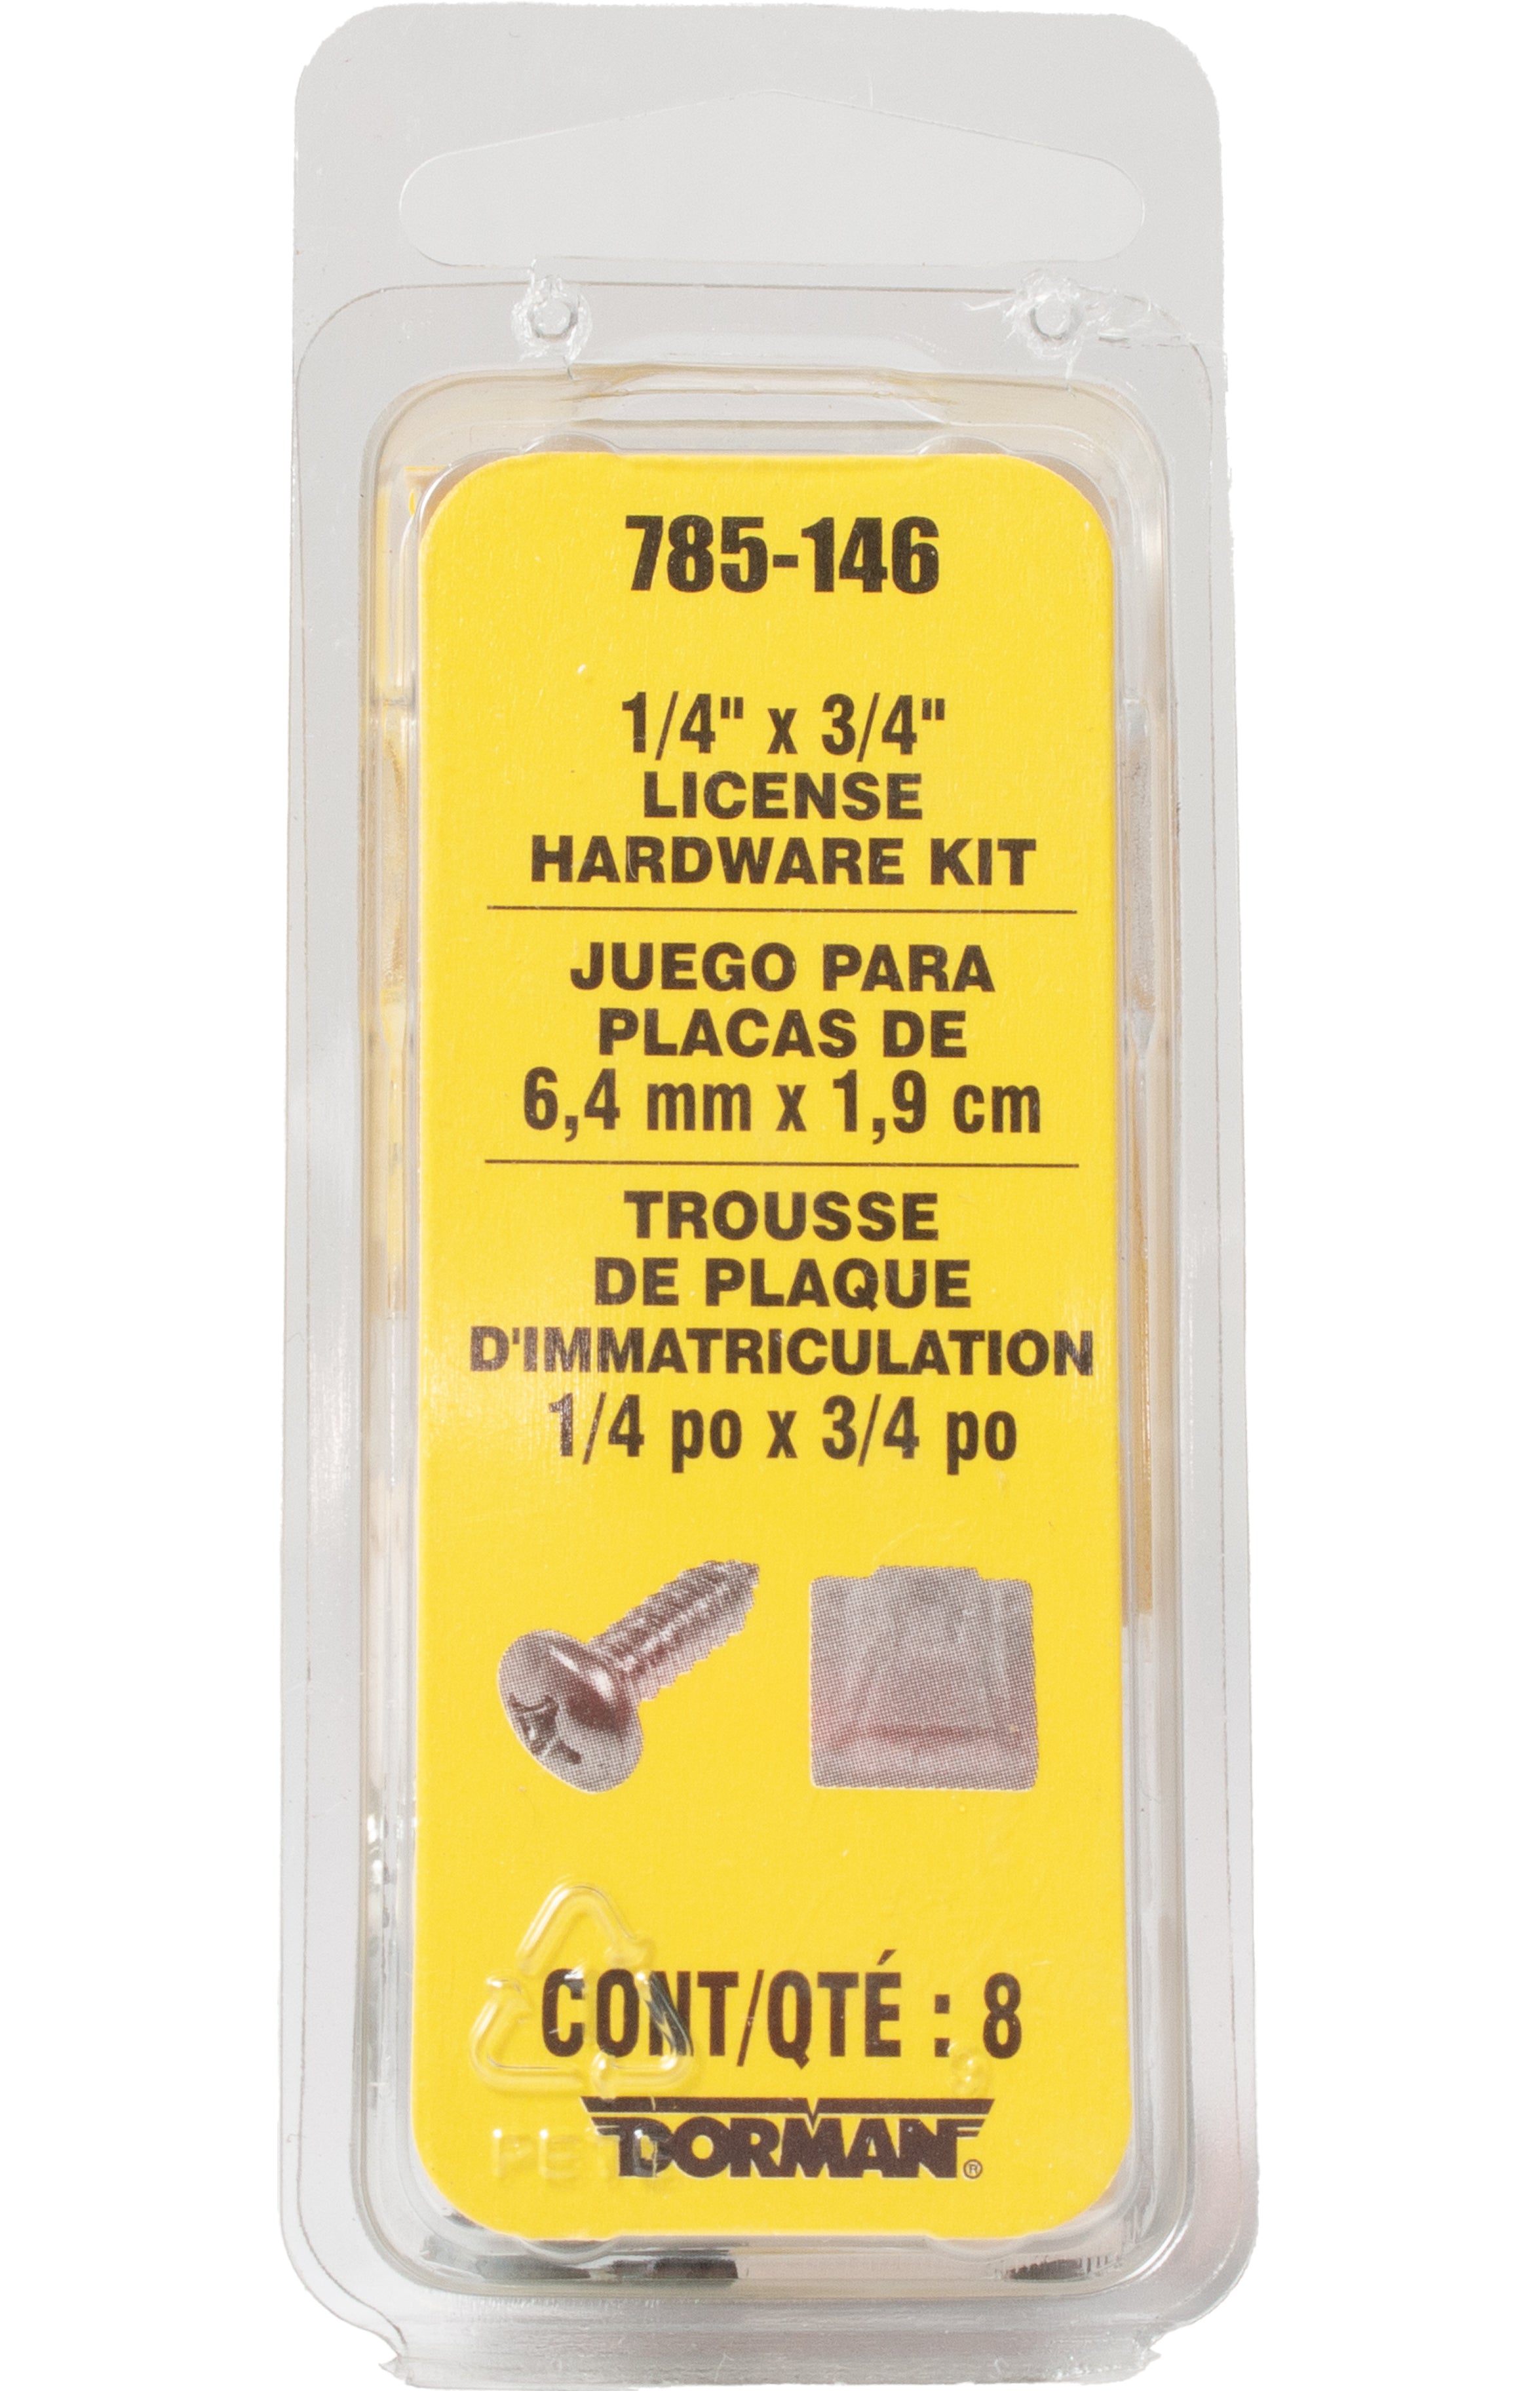 785-146
1/4" x 3/4"
LICENSE
HARDWARE KIT
JUEGO PARA
PLACAS DE
6,4 mm x 1,9 cm
TROUSSE
DE PLAQUE
D'IMMATRICULATION
1/4 po x 3/4 po
CONT/QTÉ : 8
DORMAN®
PETE